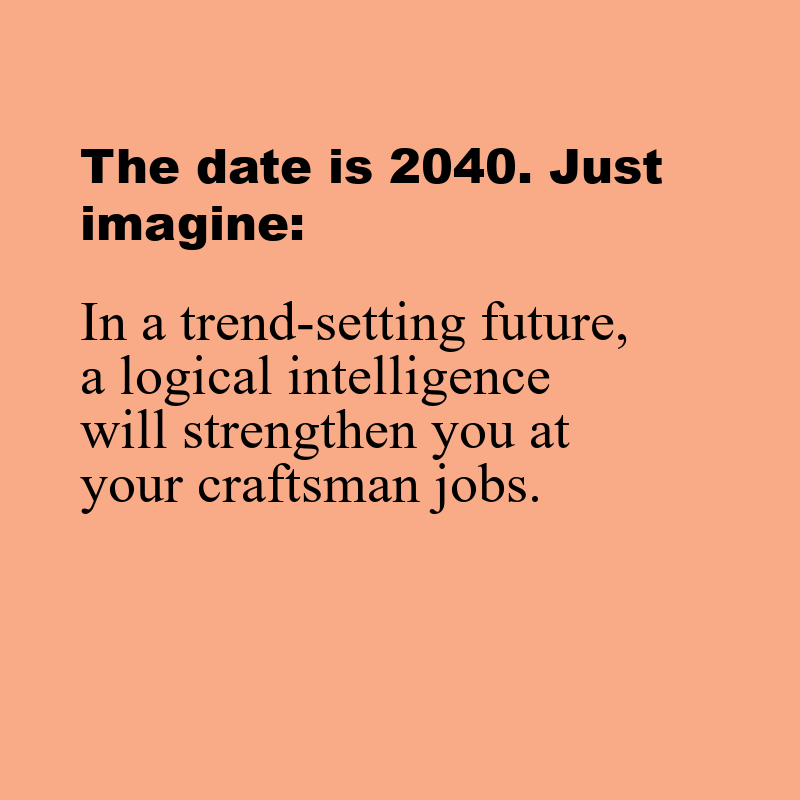 The date is 2040. Just
imagine:
In a trend-setting future,
a logical intelligence
will strengthen you at
your craftsman jobs.